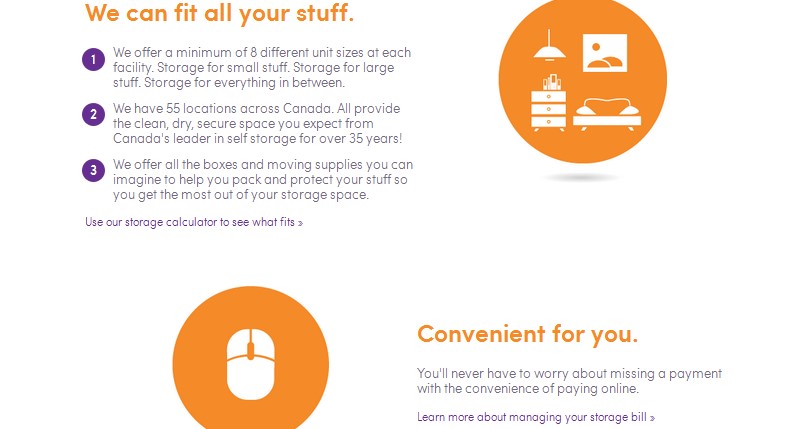 We can fit all your stuff.
1 We offer a minimum of 8 different unit sizes at each
facility. Storage for small stuff. Storage for large
stuff. Storage for everything in between.
2 We have 55 locations across Canada. All provide
the clean, dry, secure space you expect from
Canada's leader in self storage for over 35 years!
3 We offer all the boxes and moving supplies you can
imagine to help you pack and protect your stuff so
you get the most out of your storage space.
Use our storage calculator to see what fits »
Convenient for you.
You'll never have to worry about missing a payment
with the convenience of paying online.
Learn more about managing your storage bill »